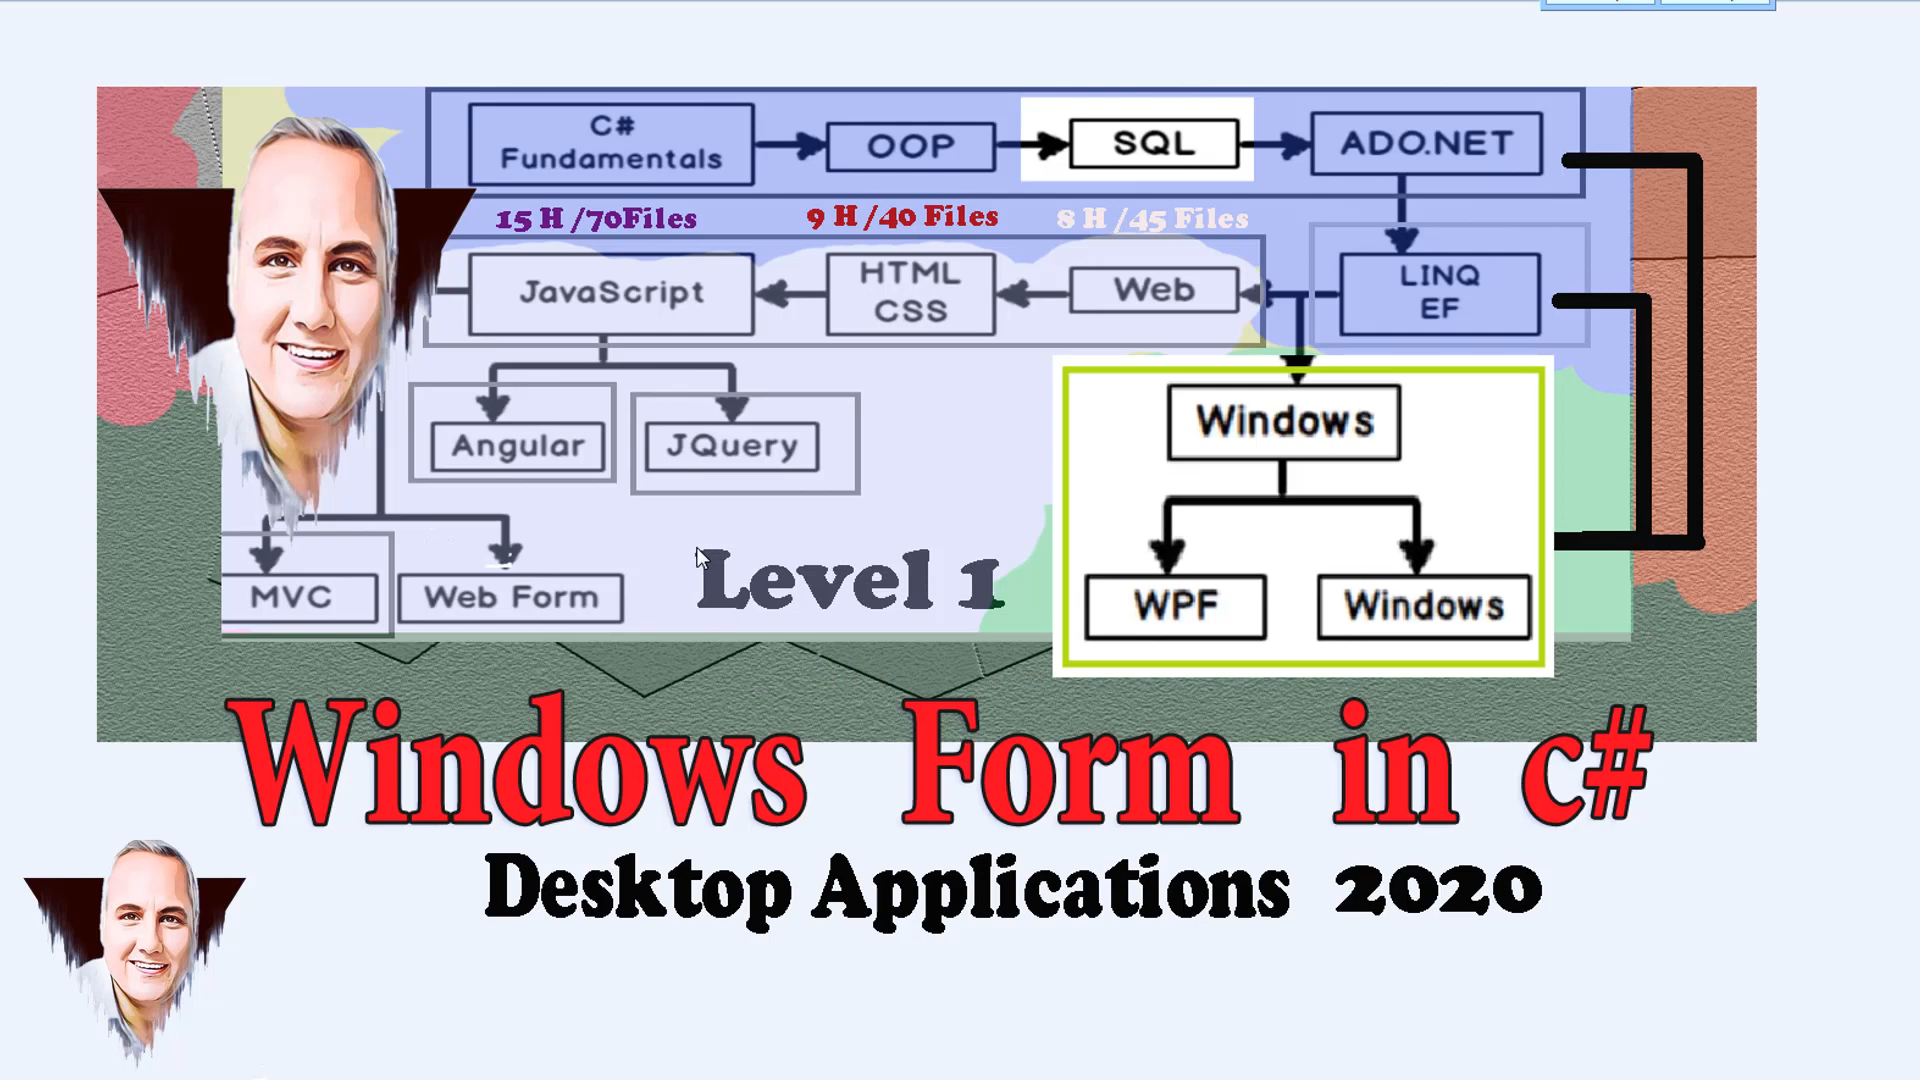 C#
Fundamentals
OOP
SQL
ADO.NET
15 H /70Files
9 H /40 Files
8 H /45 Files
JavaScript
HTML
CSS
Web
LINQ
EF
Angular
JQuery
Windows
MVC
Web Form
Level 1
WPF
Windows
Windows Form in c#
Desktop Applications 2020